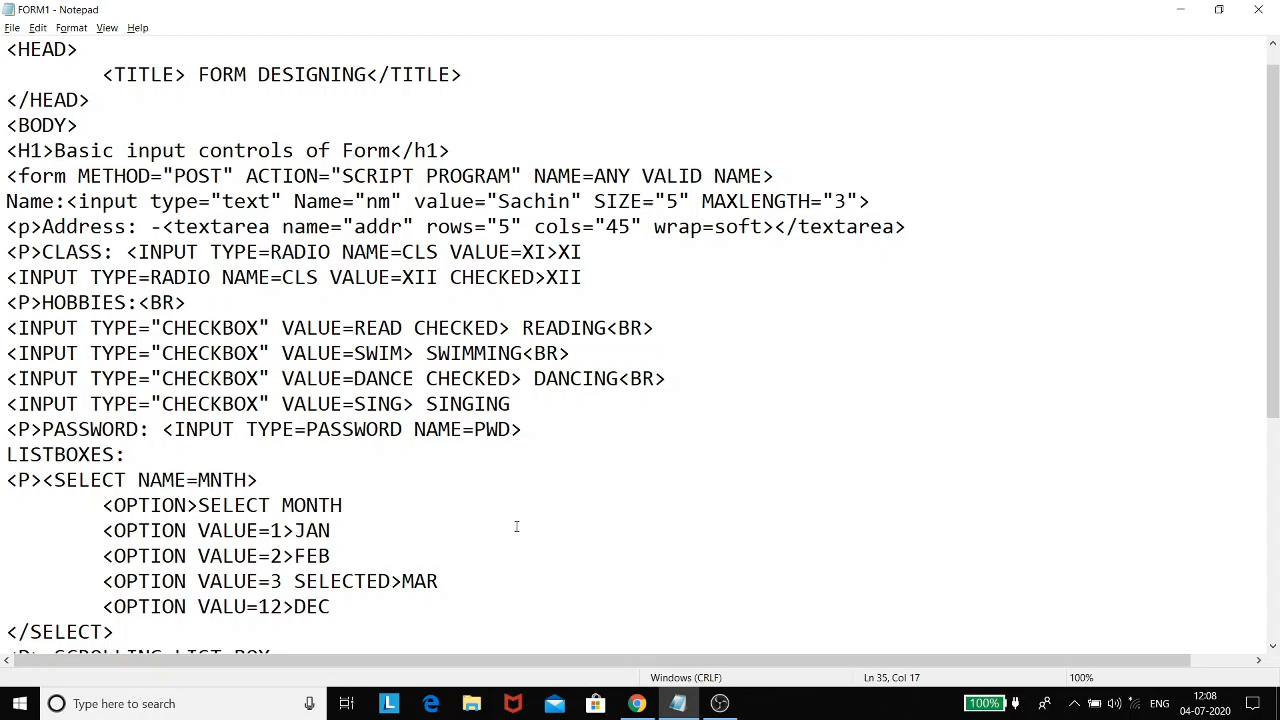 FORM1 - Notepad
File Edit Format View Help
<HEAD>
<TITLE> FORM DESIGNING</TITLE>
</HEAD>
<BODY>
<H1>Basic input controls of Form</h1>
<form METHOD="POST" ACTION="SCRIPT PROGRAM" NAME=ANY VALID NAME>
Name:<input type="text" Name="nm" value="Sachin" SIZE="5" MAXLENGTH="3">
<p>Address: -<textarea name="addr" rows="5" cols="45" wrap=soft></textarea>
<P>CLASS: <INPUT TYPE=RADIO NAME=CLS VALUE=XI>XI
<INPUT TYPE=RADIO NAME=CLS VALUE=XII CHECKED>XII
<P>HOBBIES:<BR>
<INPUT TYPE="CHECKBOX" VALUE=READ CHECKED> READING<BR>
<INPUT TYPE="CHECKBOX" VALUE=SWIM> SWIMMING<BR>
<INPUT TYPE="CHECKBOX" VALUE=DANCE CHECKED> DANCING<BR>
<INPUT TYPE="CHECKBOX" VALUE=SING> SINGING
<P>PASSWORD: <INPUT TYPE=PASSWORD NAME=PWD>
LISTBOXES:
<P><SELECT NAME=MNTH>
<OPTION>SELECT MONTH
<OPTION VALUE=1>JAN
<OPTION VALUE=2>FEB
<OPTION VALUE=3 SELECTED>MAR
<OPTION VALU=12>DEC
</SELECT>
<P> SCROLLING LIST BOX
Windows (CRLF) Ln 35, Col 17 100%
Type here to search 100% ENG 12:08
04-07-2020